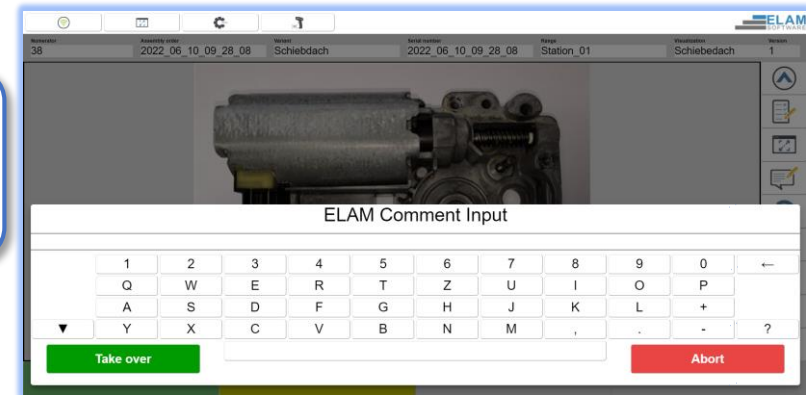 ELAM
SOFTWARE
Nominator Assembly order Variant Serial number Range Visualization Version
38 2022_06_10_09_28_08 Schiebdach 2022_06_10_09_28_08 Station_01 Schiebedach 1
ELAM Comment Input
1 2 3 4 5 6 7 8 9 0 ←
Q W E R T Z U I O P
A S D F G H J K L +
▼ Y X C V B N M , . - ?
Take over Abort